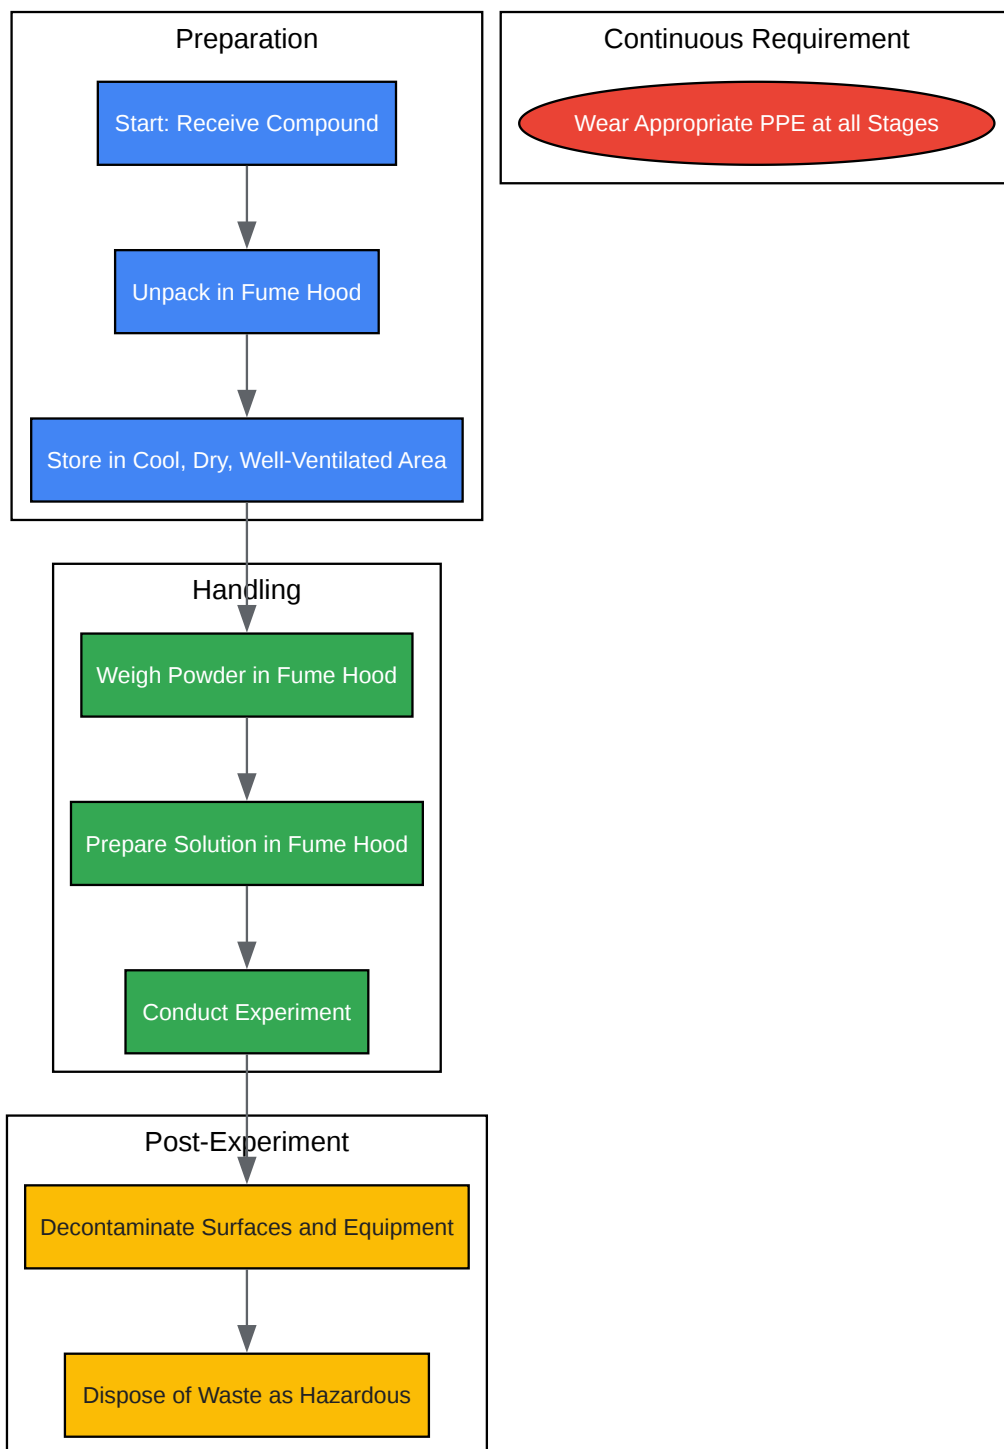 Preparation
Start: Receive Compound
Unpack in Fume Hood
Store in Cool, Dry, Well-Ventilated Area
Continuous Requirement
Wear Appropriate PPE at all Stages
Handling
Weigh Powder in Fume Hood
Prepare Solution in Fume Hood
Conduct Experiment
Post-Experiment
Decontaminate Surfaces and Equipment
Dispose of Waste as Hazardous